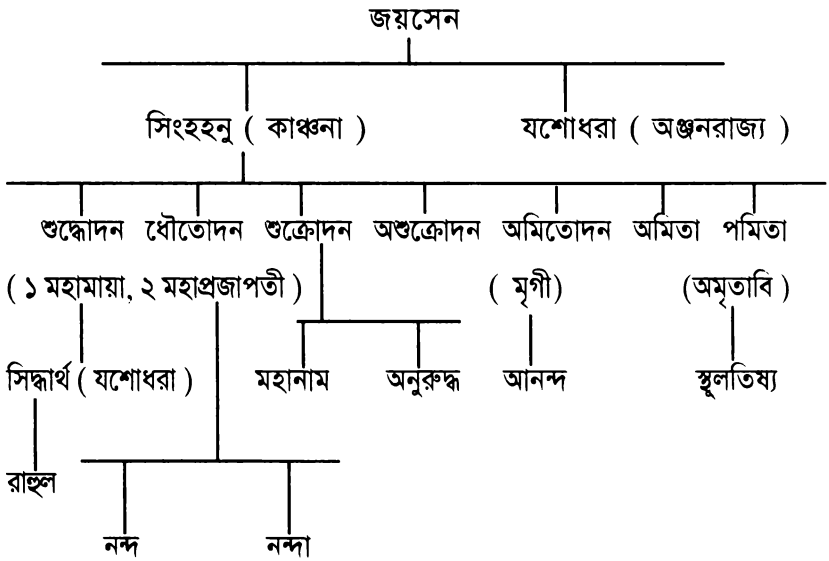 জয়সেন
সিংহহনু ( কাঞ্চনা ) যশোধরা ( অঞ্জনরাজ্য )
শুদ্ধোদন ধৌতোদন শুক্রোদন অশুক্রোদন অমিতোদন অমিতা পমিতা
( ১ মহামায়া, ২ মহাপ্রজাপতী ) ( মৃগী) (অমৃতাবি )
সিদ্ধার্থ ( যশোধরা ) মহানাম অনুরুদ্ধ আনন্দ স্থূলতিষ্য
রাহুল
নন্দ নন্দা